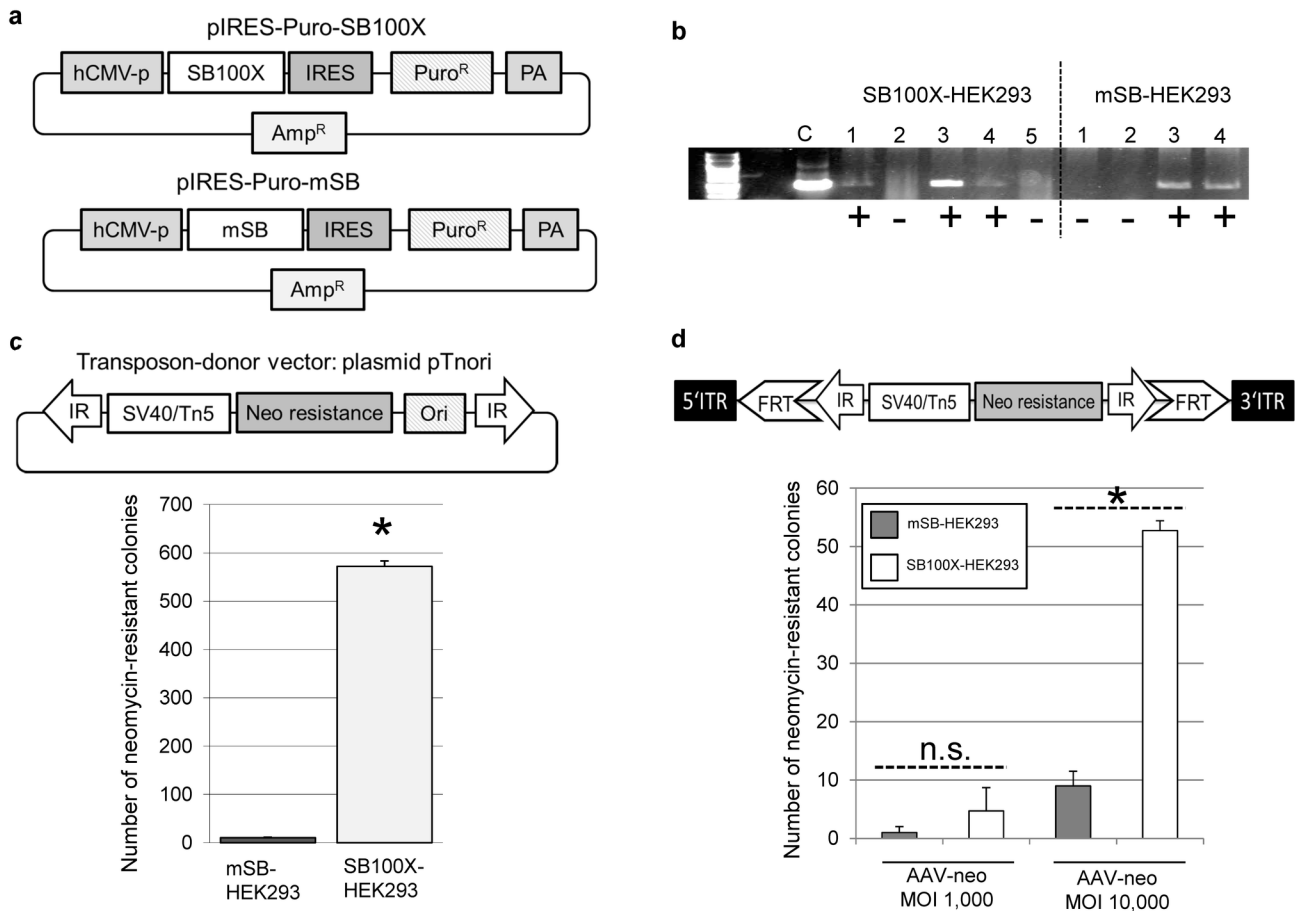 a
pIRES-Puro-SB100X
hCMV-p SB100X IRES Puroᴿ PA
Ampᴿ
pIRES-Puro-mSB
hCMV-p mSB IRES Puroᴿ PA
Ampᴿ
b
SB100X-HEK293 mSB-HEK293
C 1 2 3 4 5 1 2 3 4
+ - + + - - - + +
c
Transposon-donor vector: plasmid pTnori
IR SV40/Tn5 Neo resistance Ori IR
Number of neomycin-resistant colonies
700
600
500
400
300
200
100
0
*
mSB-
HEK293
SB100X-
HEK293
d
5‘ITR FRT IR SV40/Tn5 Neo resistance IR FRT 3‘ITR
Number of neomycin-resistant colonies
60
50
40
30
20
10
0
mSB-HEK293
SB100X-HEK293
n.s.
*
AAV-neo
MOI 1,000
AAV-neo
MOI 10,000